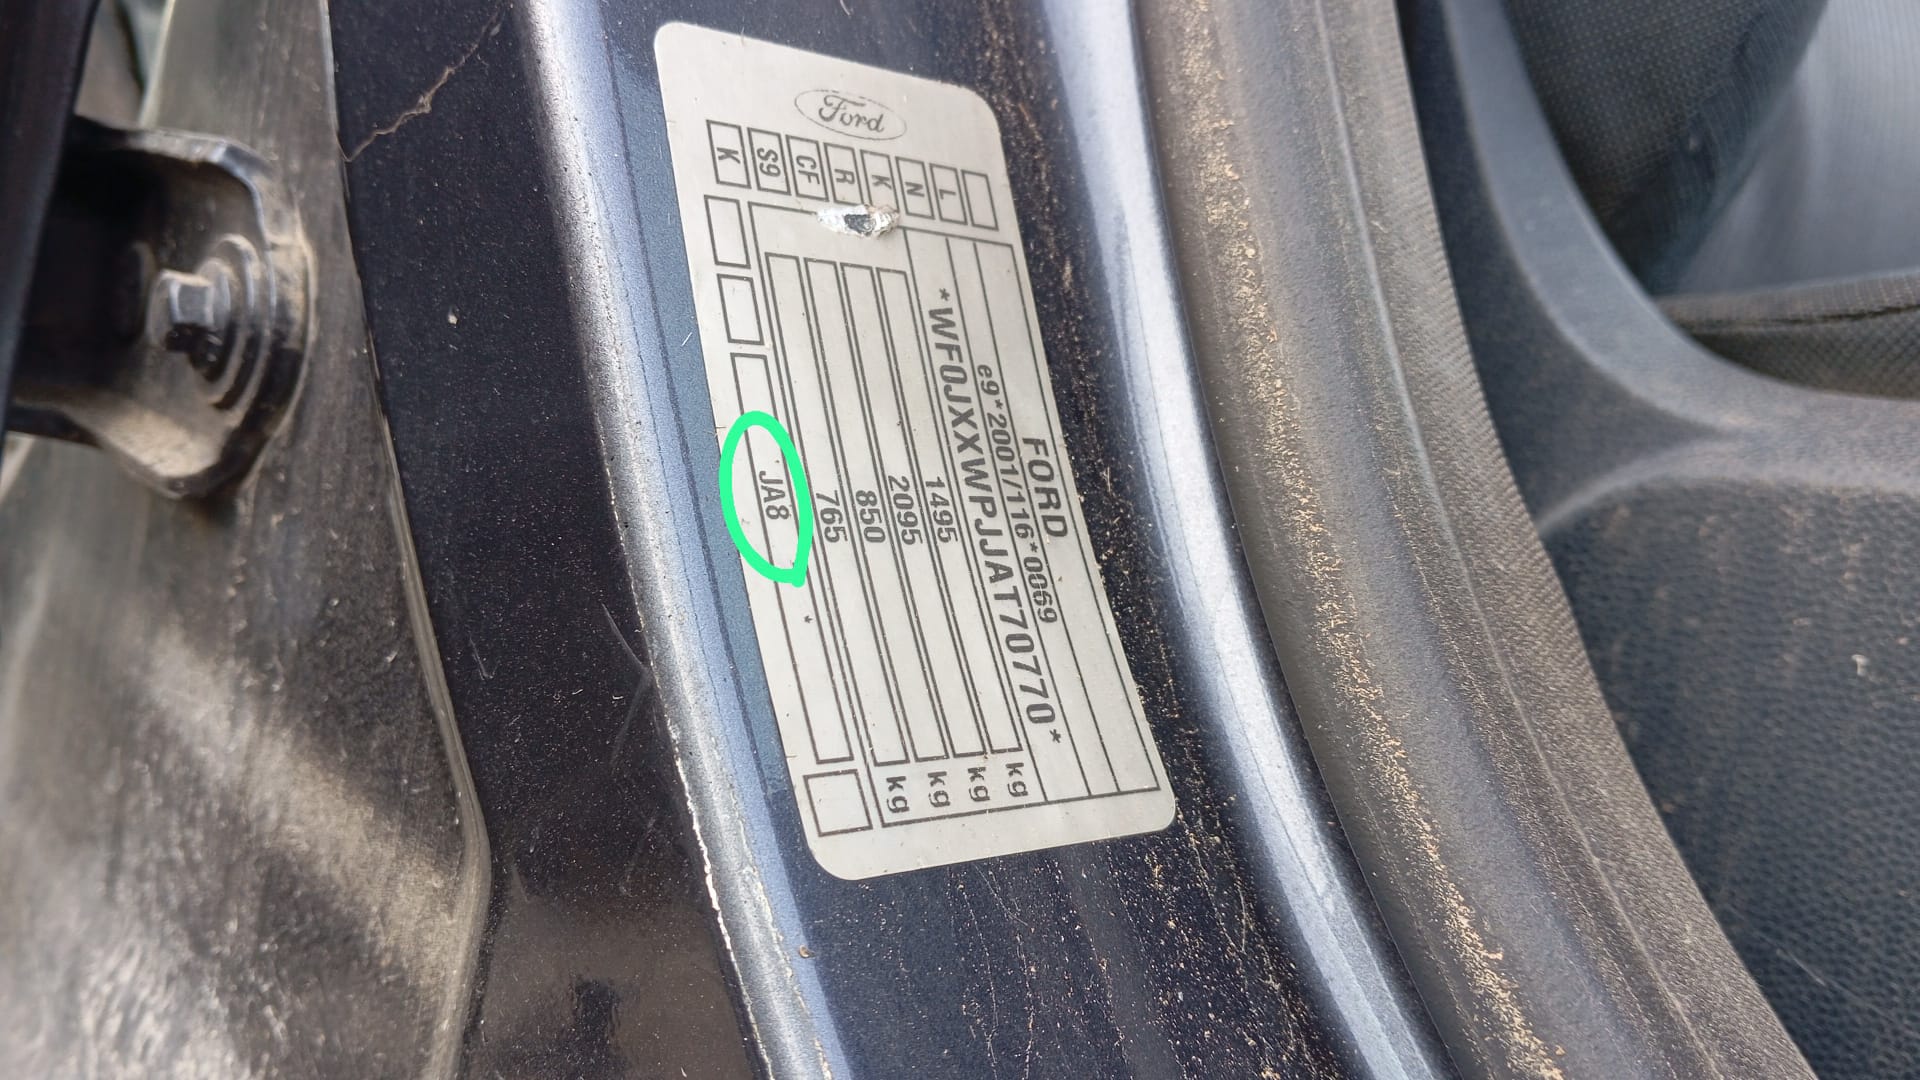 Ford
FORD
e9*2001/116*0069
*WF0JXXWPJJAT70770*
1495 kg
2095 kg
850 kg
765 kg
*
JA8
L
N
K
R
CF
S9
K